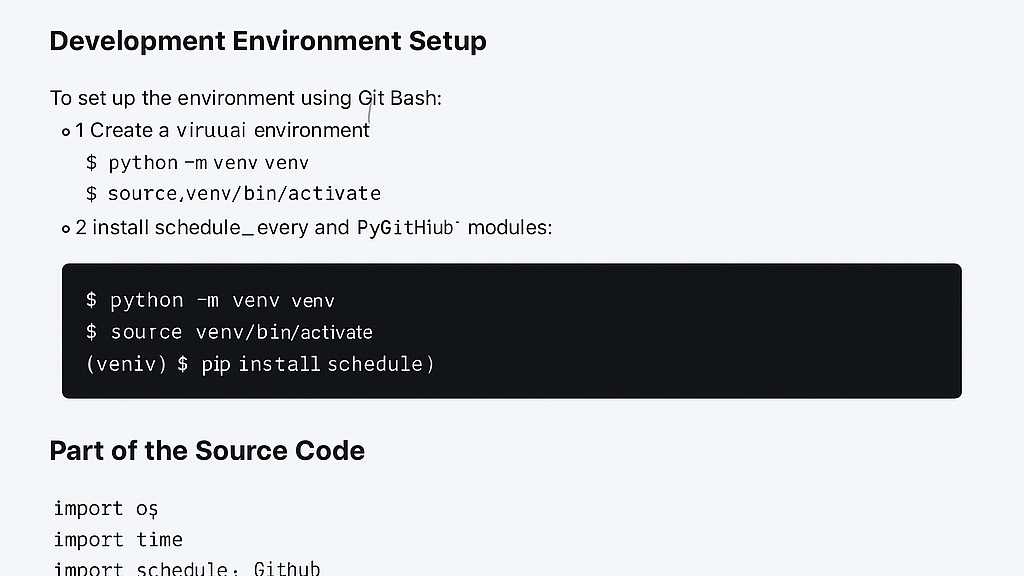 Development Environment Setup
To set up the environment using Git Bash:
1 Create a viruuai environment
$ python -m venv venv
$ source,venv/bin/activate
2 install schedule_every and PyGitHiub⁻ modules:
$ python -m venv venv
$ source venv/bin/activate
(veniv) $ pip install schedule)
Part of the Source Code
import oș
import time
import schedule; Github